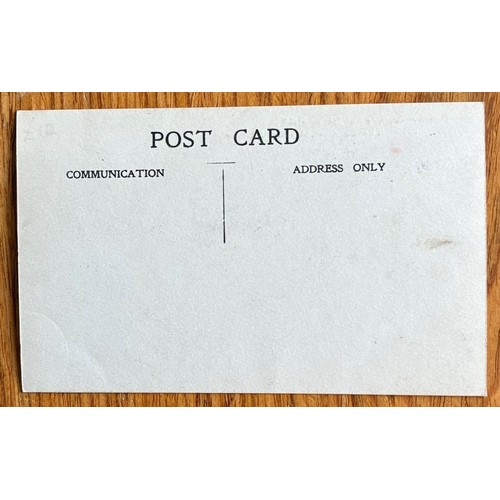 POST CARD
COMMUNICATION
ADDRESS ONLY